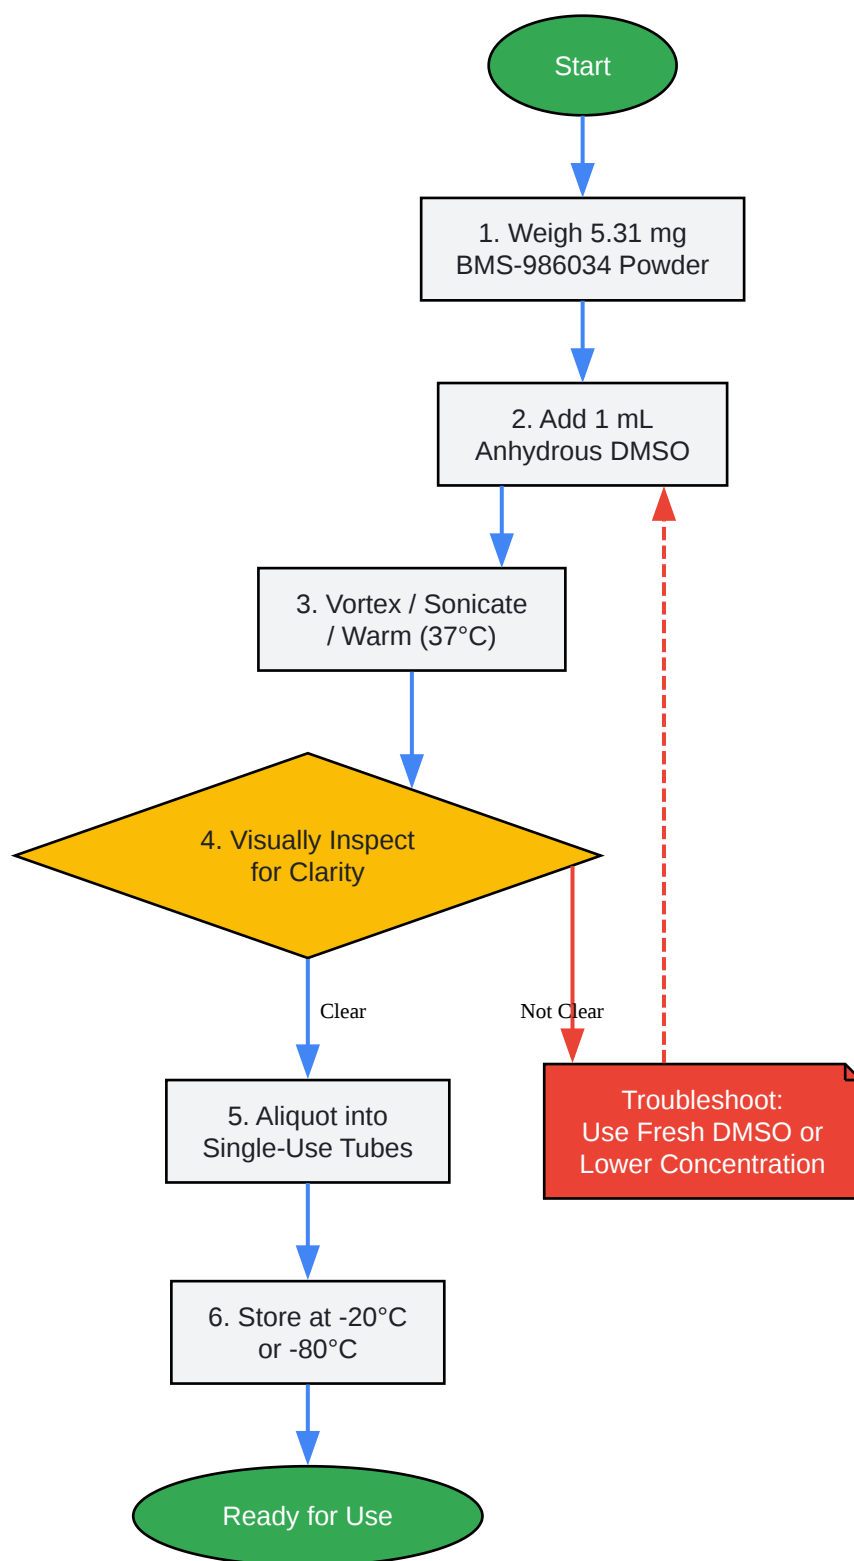 Start
1. Weigh 5.31 mg
BMS-986034 Powder
2. Add 1 mL
Anhydrous DMSO
3. Vortex / Sonicate
/ Warm (37°C)
4. Visually Inspect
for Clarity
Clear
Not Clear
5. Aliquot into
Single-Use Tubes
Troubleshoot:
Use Fresh DMSO or
Lower Concentration
6. Store at -20°C
or -80°C
Ready for Use